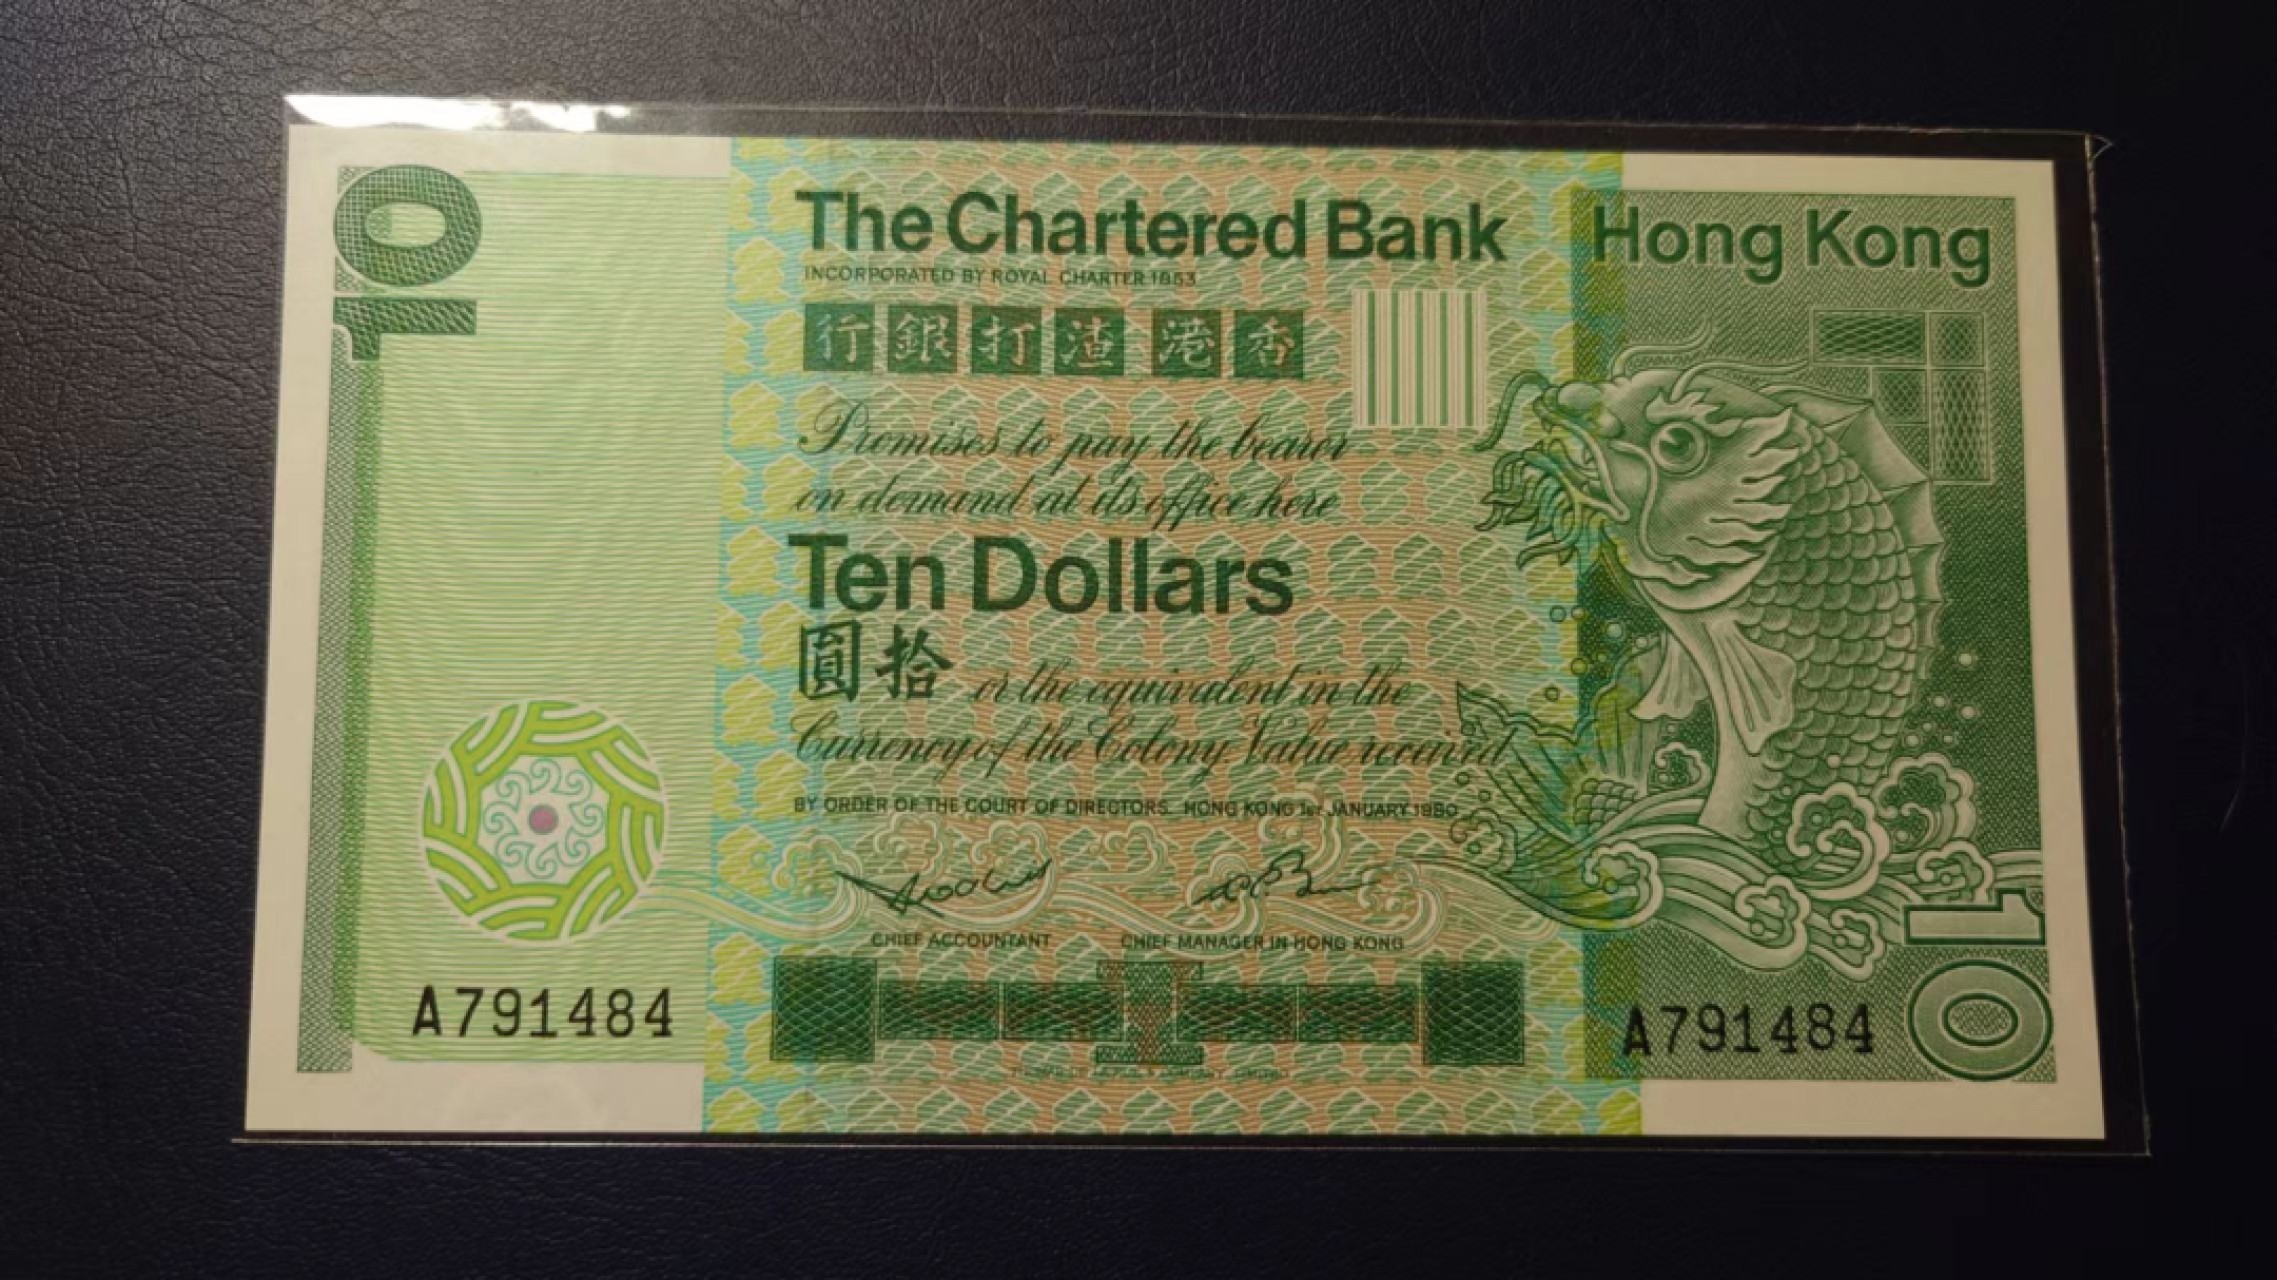 10
The Chartered Bank
Hong Kong
INCORPORATED BY ROYAL CHARTER 1853
行銀打渣 港香
Promises to pay the bearer
on demand at its office here
Ten Dollars
圓拾 or the equivalent in the
Currency of the Colony Value received
BY ORDER OF THE COURT OF DIRECTORS. HONG KONG 1ST JANUARY 1980
CHIEF ACCOUNTANT
CHIEF MANAGER IN HONG KONG
A791484
A791484
10